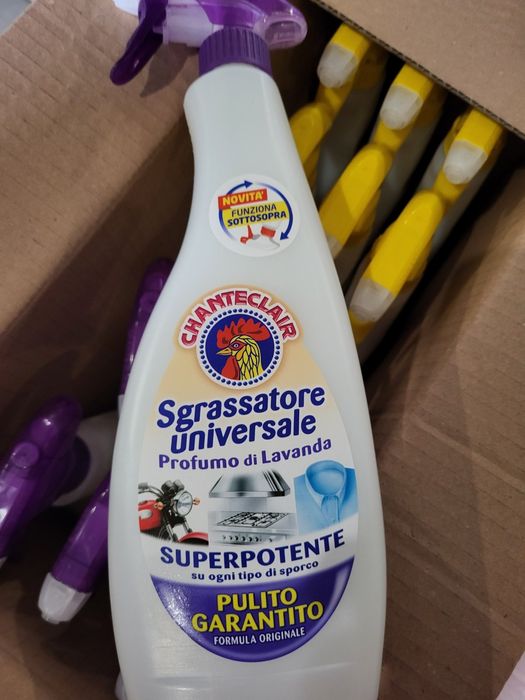 NOVITA'
FUNZIONA
SOTTOSOPRA
CHANTECLAIR
Sgrassatore
universale
Profumo di Lavanda
SUPERPOTENTE
su ogni tipo di sporco
PULITO
GARANTITO
FORMULA ORIGINALE